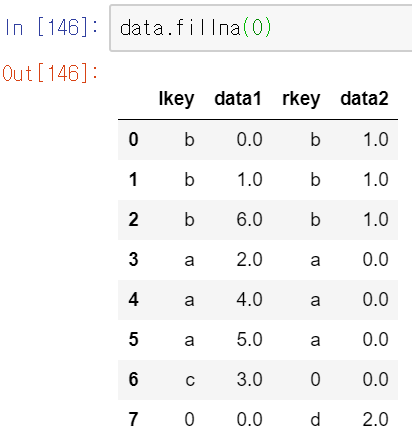 In [146]: data.fillna(0)
Out[146]:
lkey data1 rkey data2
0 b 0.0 b 1.0
1 b 1.0 b 1.0
2 b 6.0 b 1.0
3 a 2.0 a 0.0
4 a 4.0 a 0.0
5 a 5.0 a 0.0
6 c 3.0 0 0.0
7 0 0.0 d 2.0